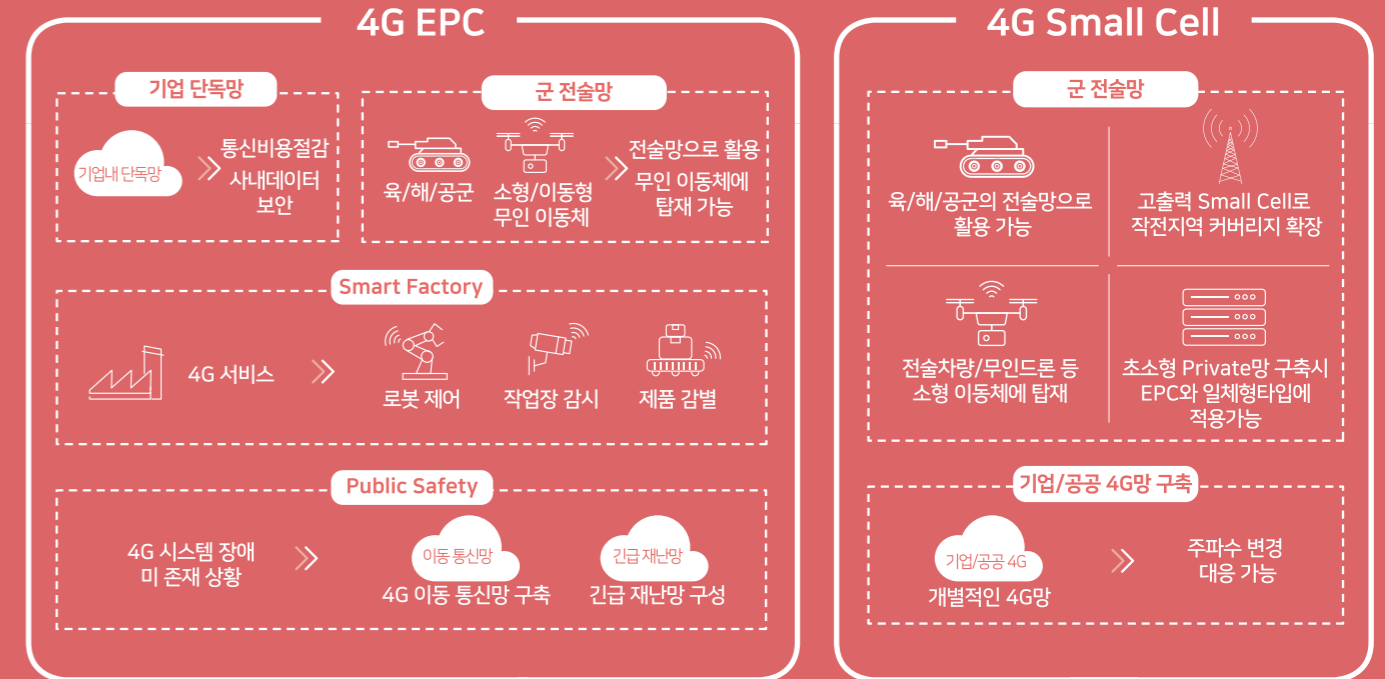 4G EPC
기업 단독망
기업내 단독망
통신비용절감
사내데이터
보안
군 전술망
육/해/공군
소형/이동형
무인 이동체
전술망으로 활용
무인 이동체에
탑재 가능
Smart Factory
4G 서비스
로봇 제어
작업장 감시
제품 감별
Public Safety
4G 시스템 장애
미 존재 상황
이동 통신망
4G 이동 통신망 구축
긴급 재난망
긴급 재난망 구성
4G Small Cell
군 전술망
육/해/공군의 전술망으로
활용 가능
고출력 Small Cell로
작전지역 커버리지 확장
전술차량/무인드론 등
소형 이동체에 탑재
초소형 Private망 구축시
EPC와 일체형타입에
적용가능
기업/공공 4G망 구축
기업/공공 4G
개별적인 4G망
주파수 변경
대응 가능